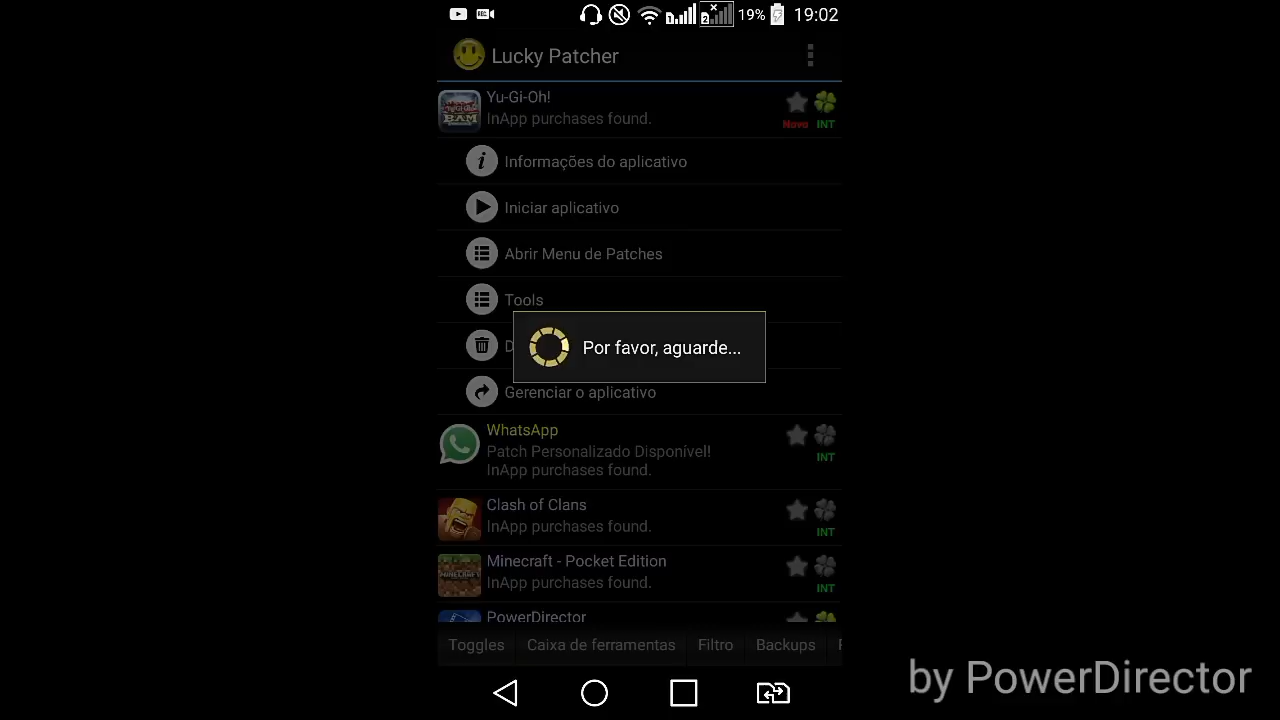 19% 19:02
Lucky Patcher
Yu-Gi-Oh!
InApp purchases found.
Novo INT
Informações do aplicativo
Iniciar aplicativo
Abrir Menu de Patches
Tools
D
Por favor, aguarde...
Gerenciar o aplicativo
WhatsApp
Patch Personalizado Disponível!
InApp purchases found.
INT
Clash of Clans
InApp purchases found.
INT
Minecraft - Pocket Edition
InApp purchases found.
INT
PowerDirector
Toggles Caixa de ferramentas Filtro Backups
by PowerDirector